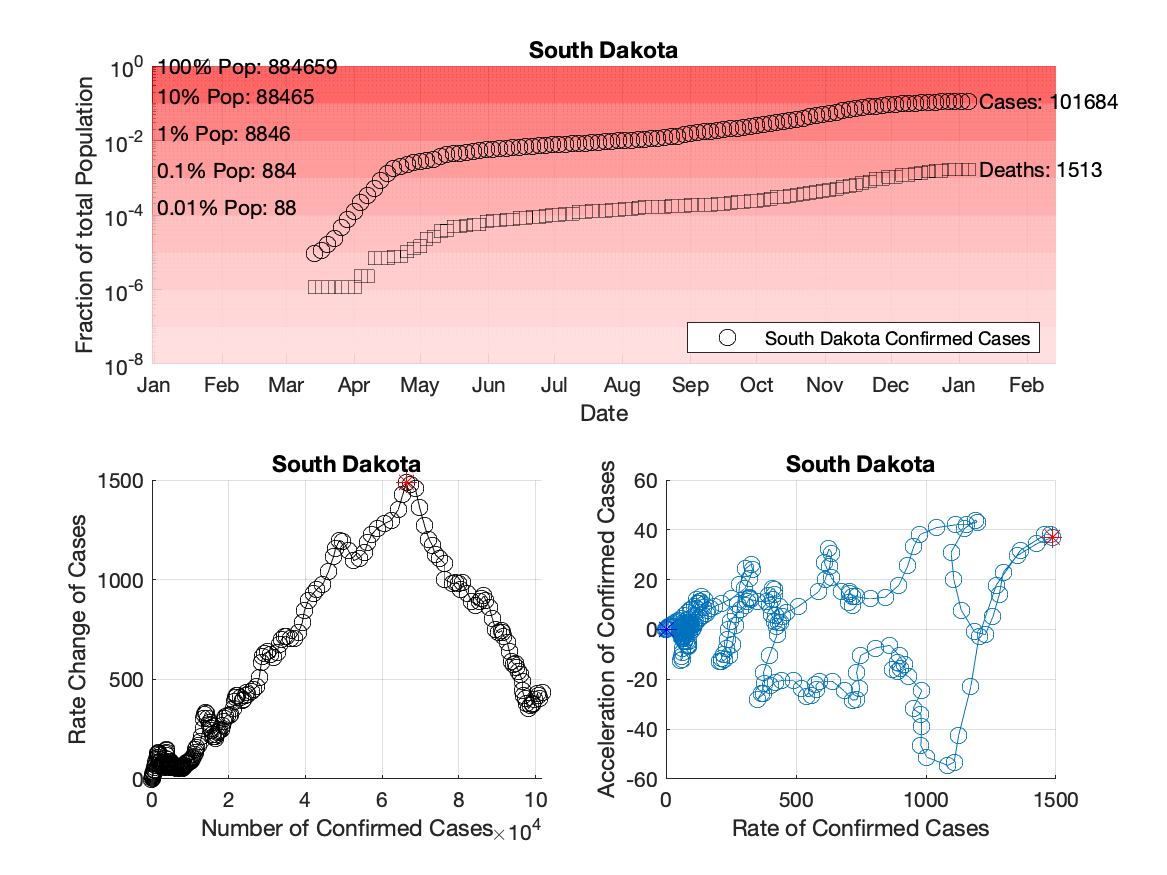 South Dakota
10^0
10^-2
10^-4
10^-6
10^-8
Fraction of total Population
100% Pop: 884659
10% Pop: 88465
1% Pop: 8846
0.1% Pop: 884
0.01% Pop: 88
Cases: 101684
Deaths: 1513
South Dakota Confirmed Cases
Jan Feb Mar Apr May Jun Jul Aug Sep Oct Nov Dec Jan Feb
Date
South Dakota
1500
1000
500
0
Rate Change of Cases
0 2 4 6 8 10
Number of Confirmed Cases ×10^4
South Dakota
60
40
20
0
-20
-40
-60
Acceleration of Confirmed Cases
0 500 1000 1500
Rate of Confirmed Cases